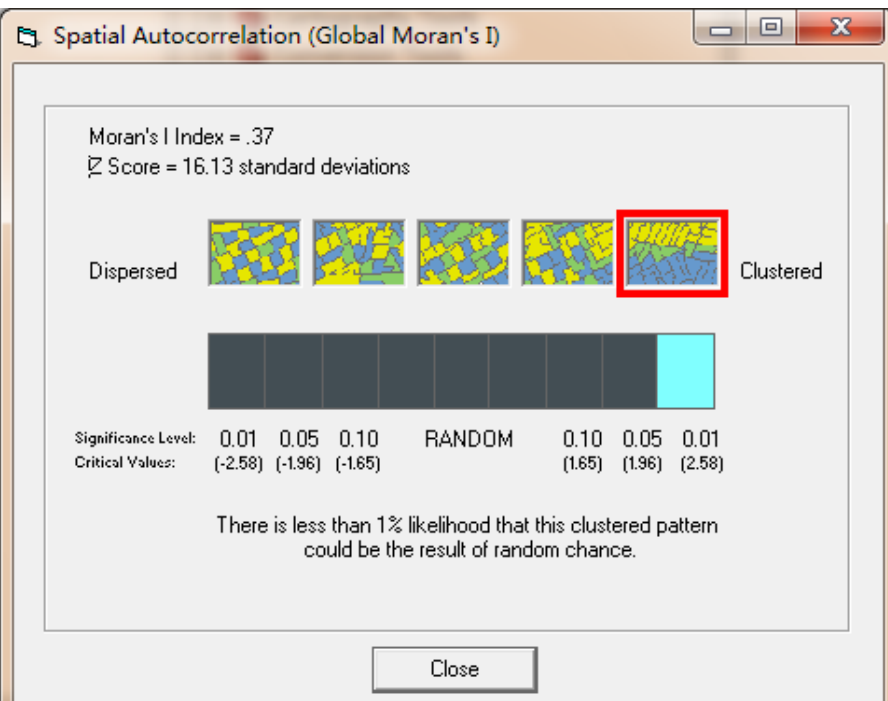 Spatial Autocorrelation (Global Moran's I)
Moran's I Index = .37
Z Score = 16.13 standard deviations
Dispersed
Clustered
Significance Level: 0.01 0.05 0.10 RANDOM 0.10 0.05 0.01
Critical Values: (-2.58) (-1.96) (-1.65) (1.65) (1.96) (2.58)
There is less than 1% likelihood that this clustered pattern
could be the result of random chance.
Close